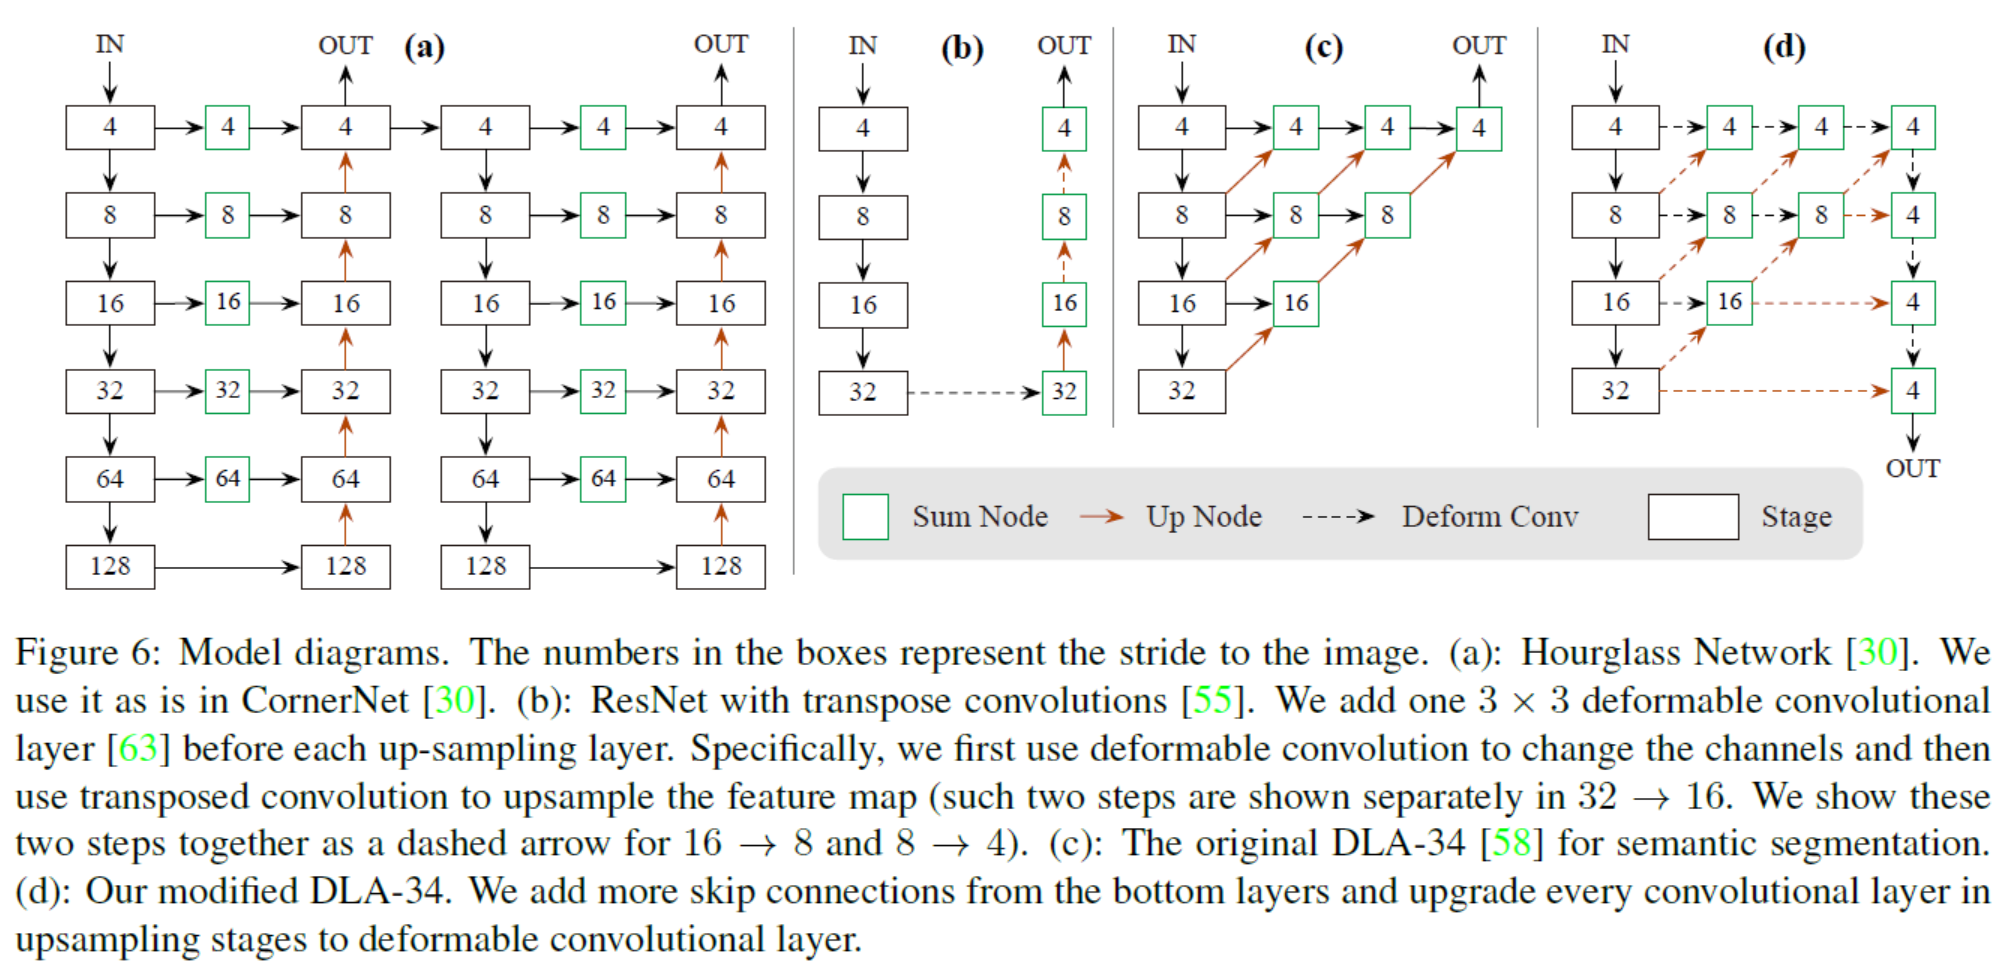 IN OUT (a) OUT IN (b) OUT IN (c) OUT IN (d)
4 4 4 4 4 4 4 4 4 4 4 4 4 4 4 4
8 8 8 8 8 8 8 8 8 8 8 8 8 8 4
16 16 16 16 16 16 16 16 16 16 16 16 4
32 32 32 32 32 32 32 32 32 32 4
OUT
64 64 64 64 64 64
Sum Node Up Node Deform Conv Stage
128 128 128 128
Figure 6: Model diagrams. The numbers in the boxes represent the stride to the image. (a): Hourglass Network [30]. We
use it as is in CornerNet [30]. (b): ResNet with transpose convolutions [55]. We add one 3 × 3 deformable convolutional
layer [63] before each up-sampling layer. Specifically, we first use deformable convolution to change the channels and then
use transposed convolution to upsample the feature map (such two steps are shown separately in 32 → 16. We show these
two steps together as a dashed arrow for 16 → 8 and 8 → 4). (c): The original DLA-34 [58] for semantic segmentation.
(d): Our modified DLA-34. We add more skip connections from the bottom layers and upgrade every convolutional layer in
upsampling stages to deformable convolutional layer.